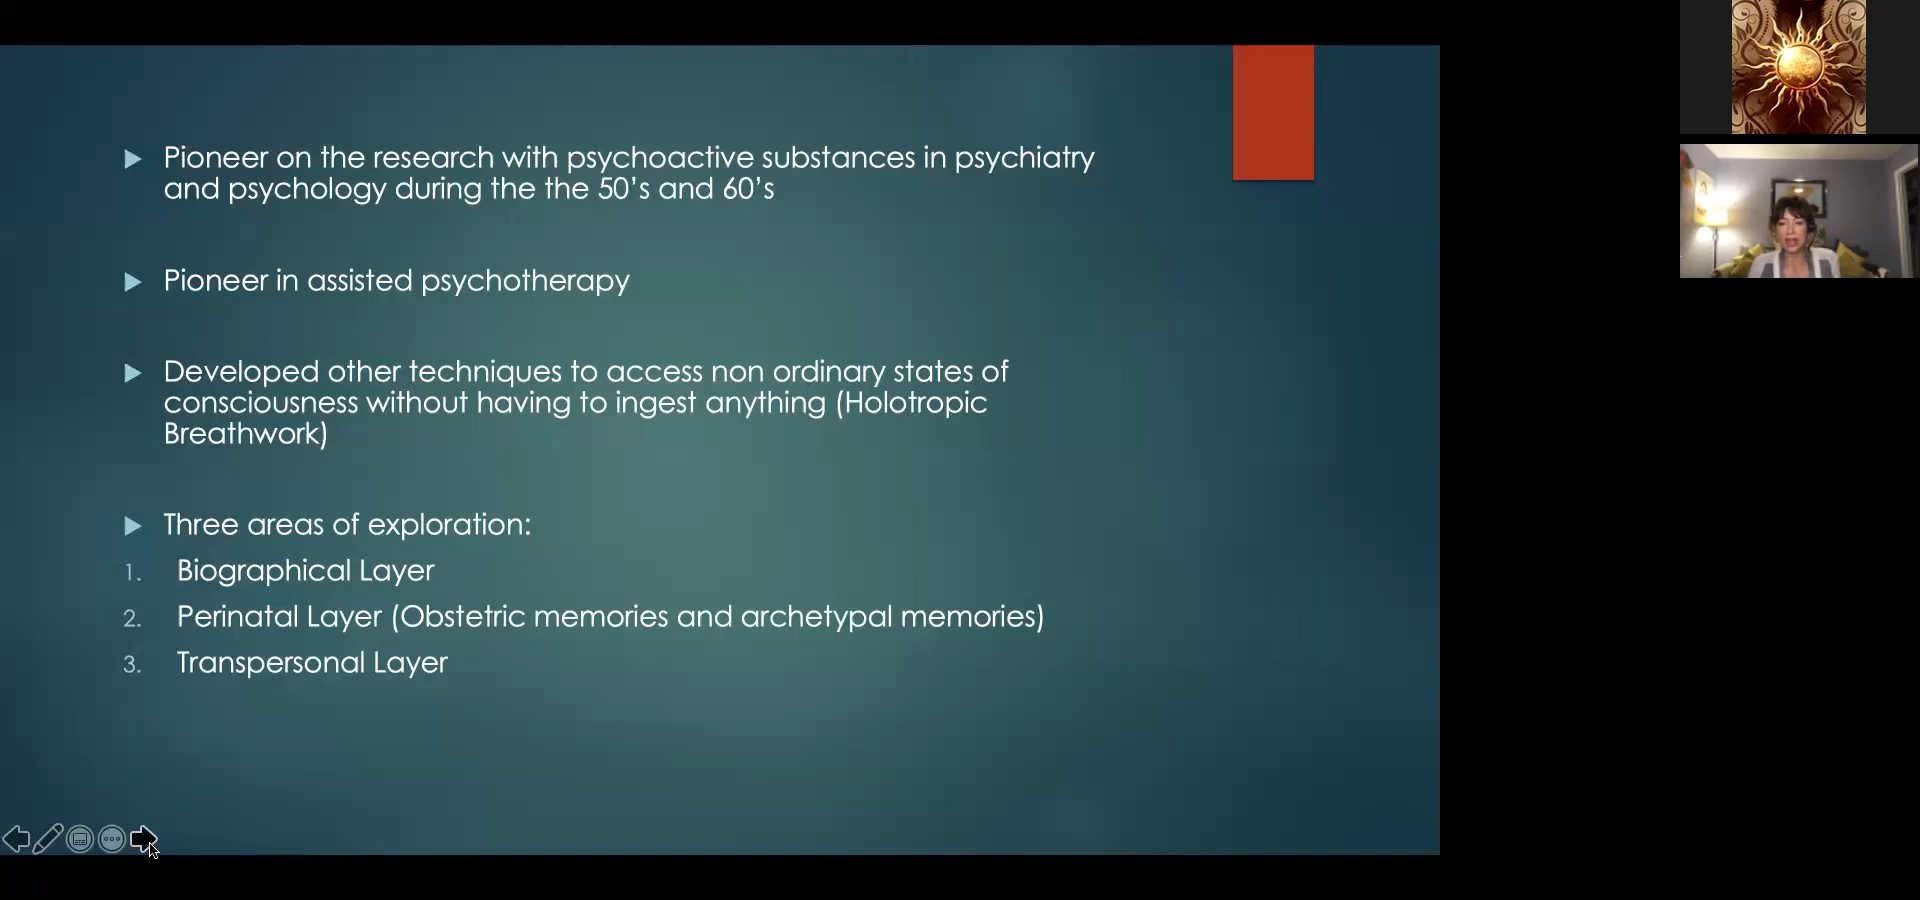 Pioneer on the research with psychoactive substances in psychiatry
and psychology during the the 50's and 60's
Pioneer in assisted psychotherapy
Developed other techniques to access non ordinary states of
consciousness without having to ingest anything (Holotropic
Breathwork)
Three areas of exploration:
1. Biographical Layer
2. Perinatal Layer (Obstetric memories and archetypal memories)
3. Transpersonal Layer